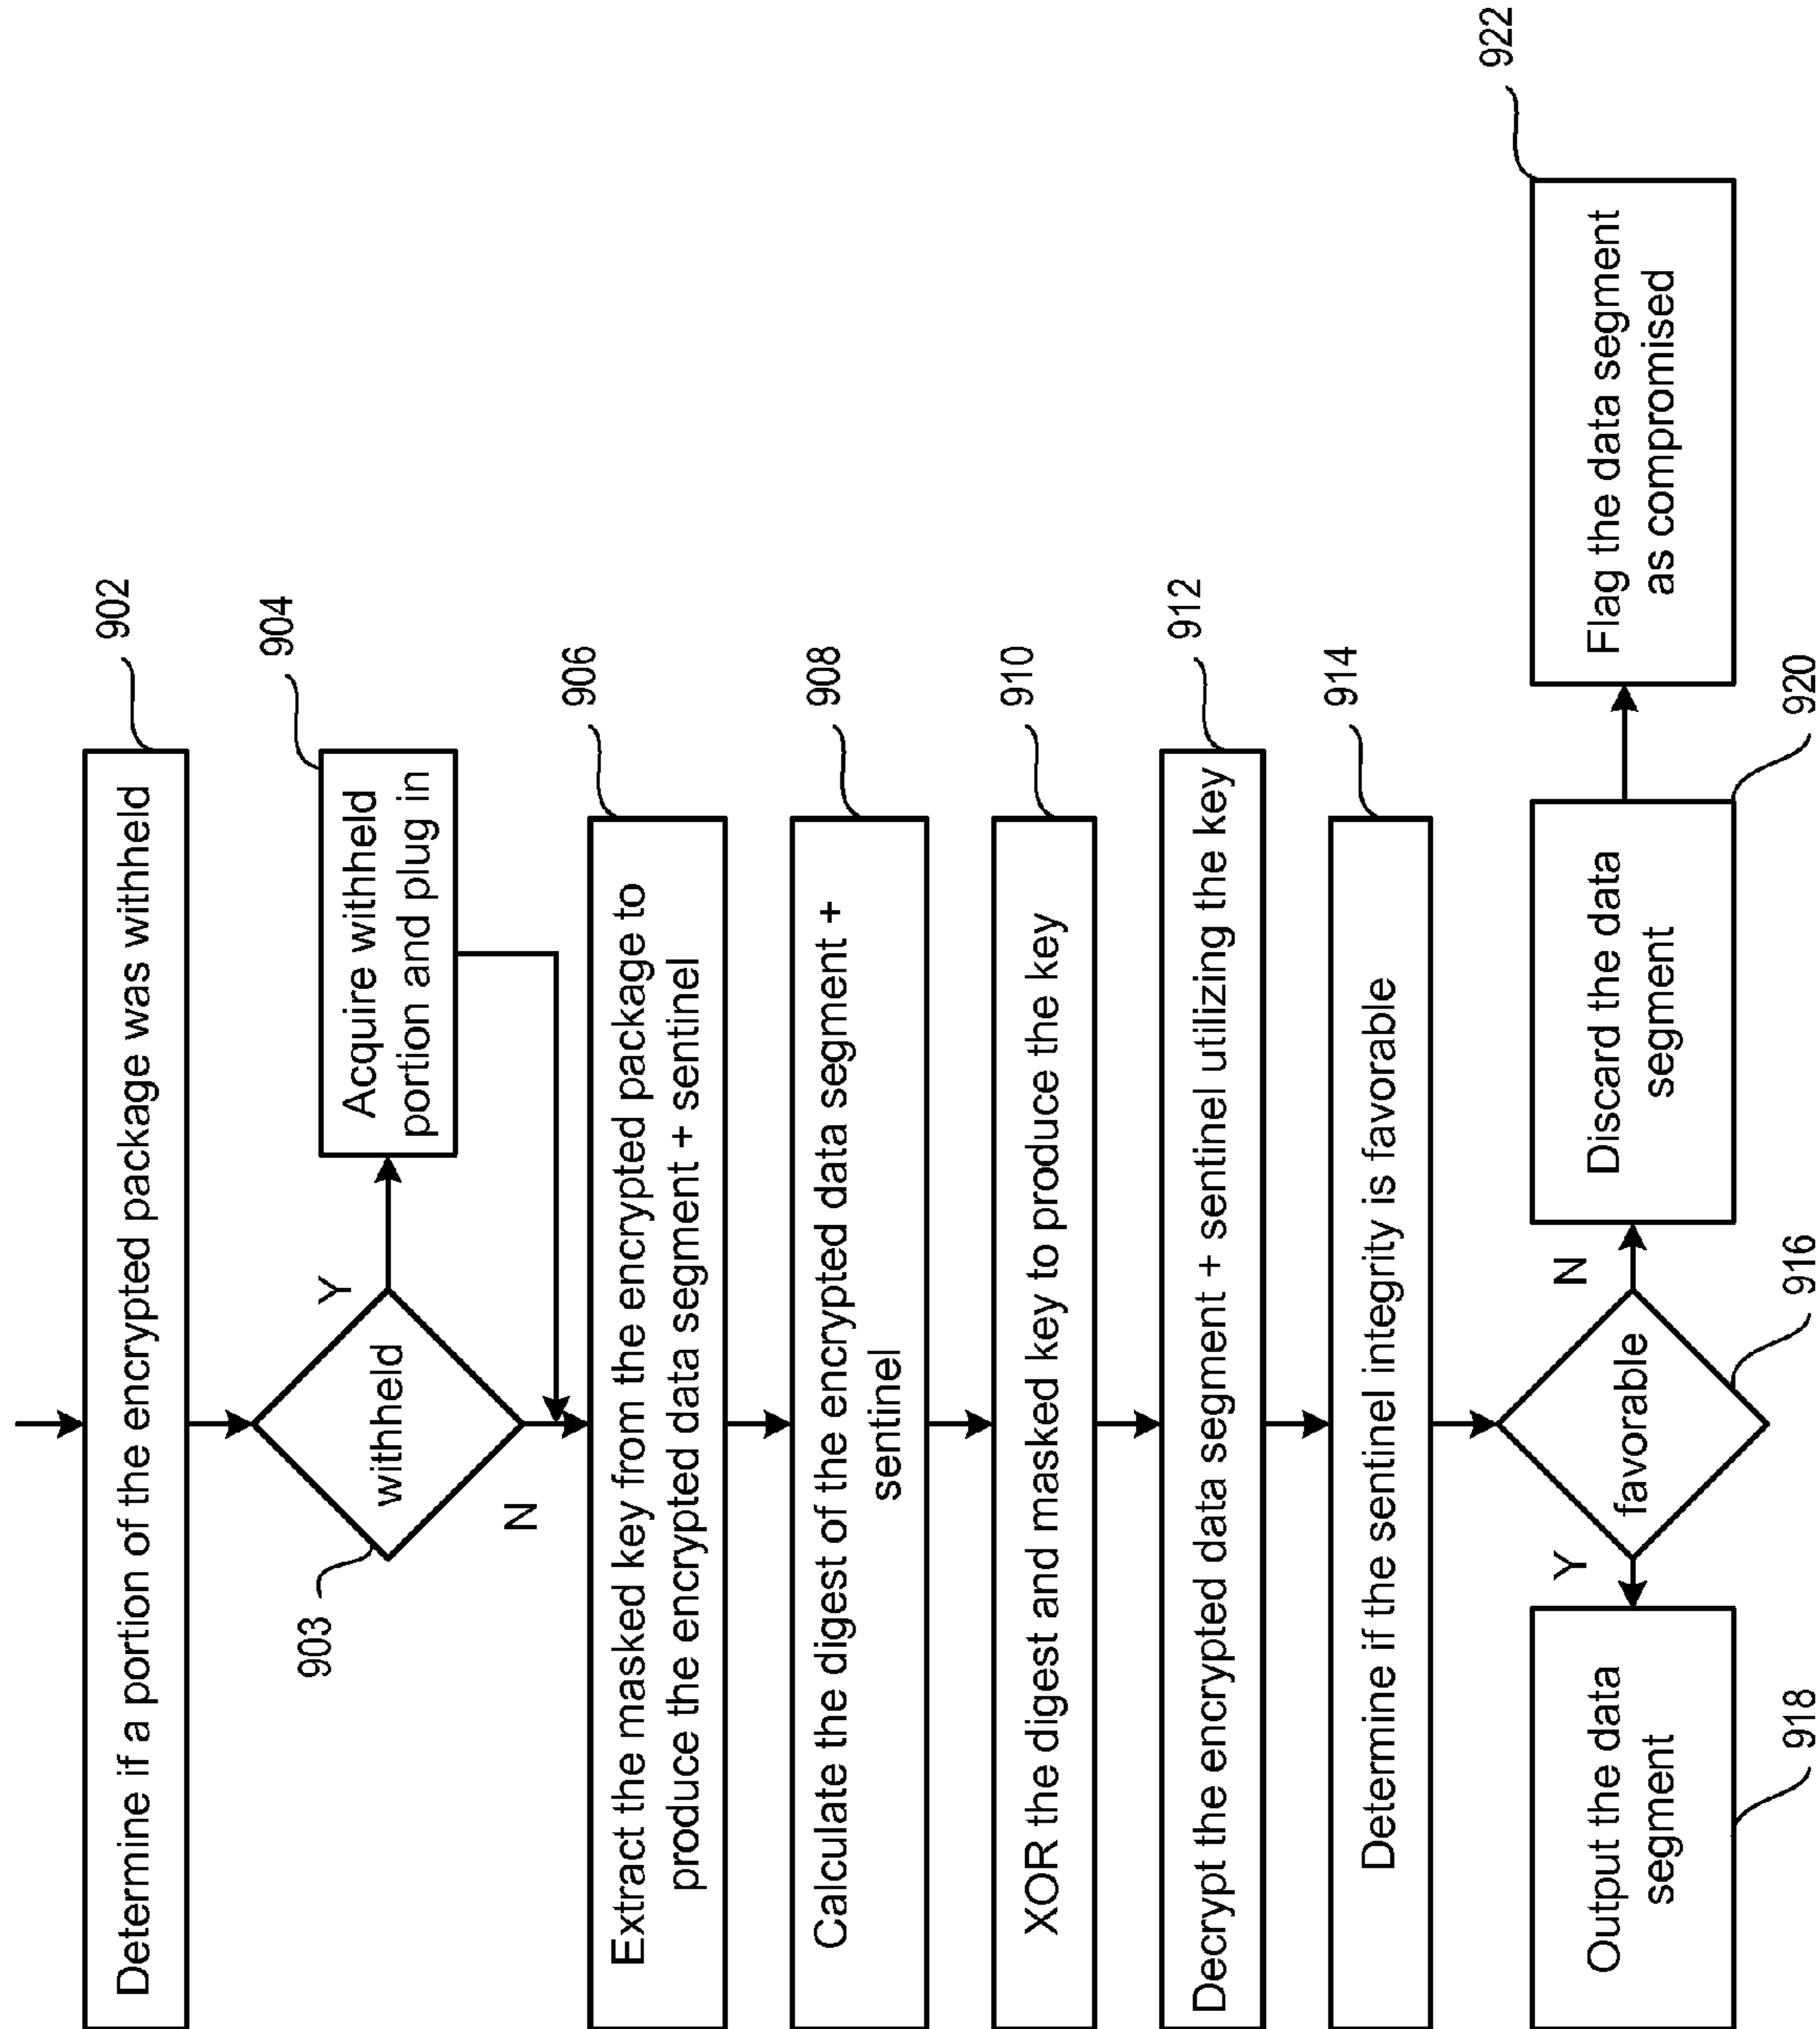 Determine if a portion of the encrypted package was withheld
902
withheld
903
Y
N
Acquire withheld
portion and plug in
904
Extract the masked key from the encrypted package to
produce the encrypted data segment + sentinel
906
Calculate the digest of the encrypted data segment +
sentinel
908
XOR the digest and masked key to produce the key
910
Decrypt the encrypted data segment + sentinel utilizing the key
912
Determine if the sentinel integrity is favorable
914
favorable
916
Y
N
Output the data
segment
918
Discard the data
segment
920
Flag the data segment
as compromised
922